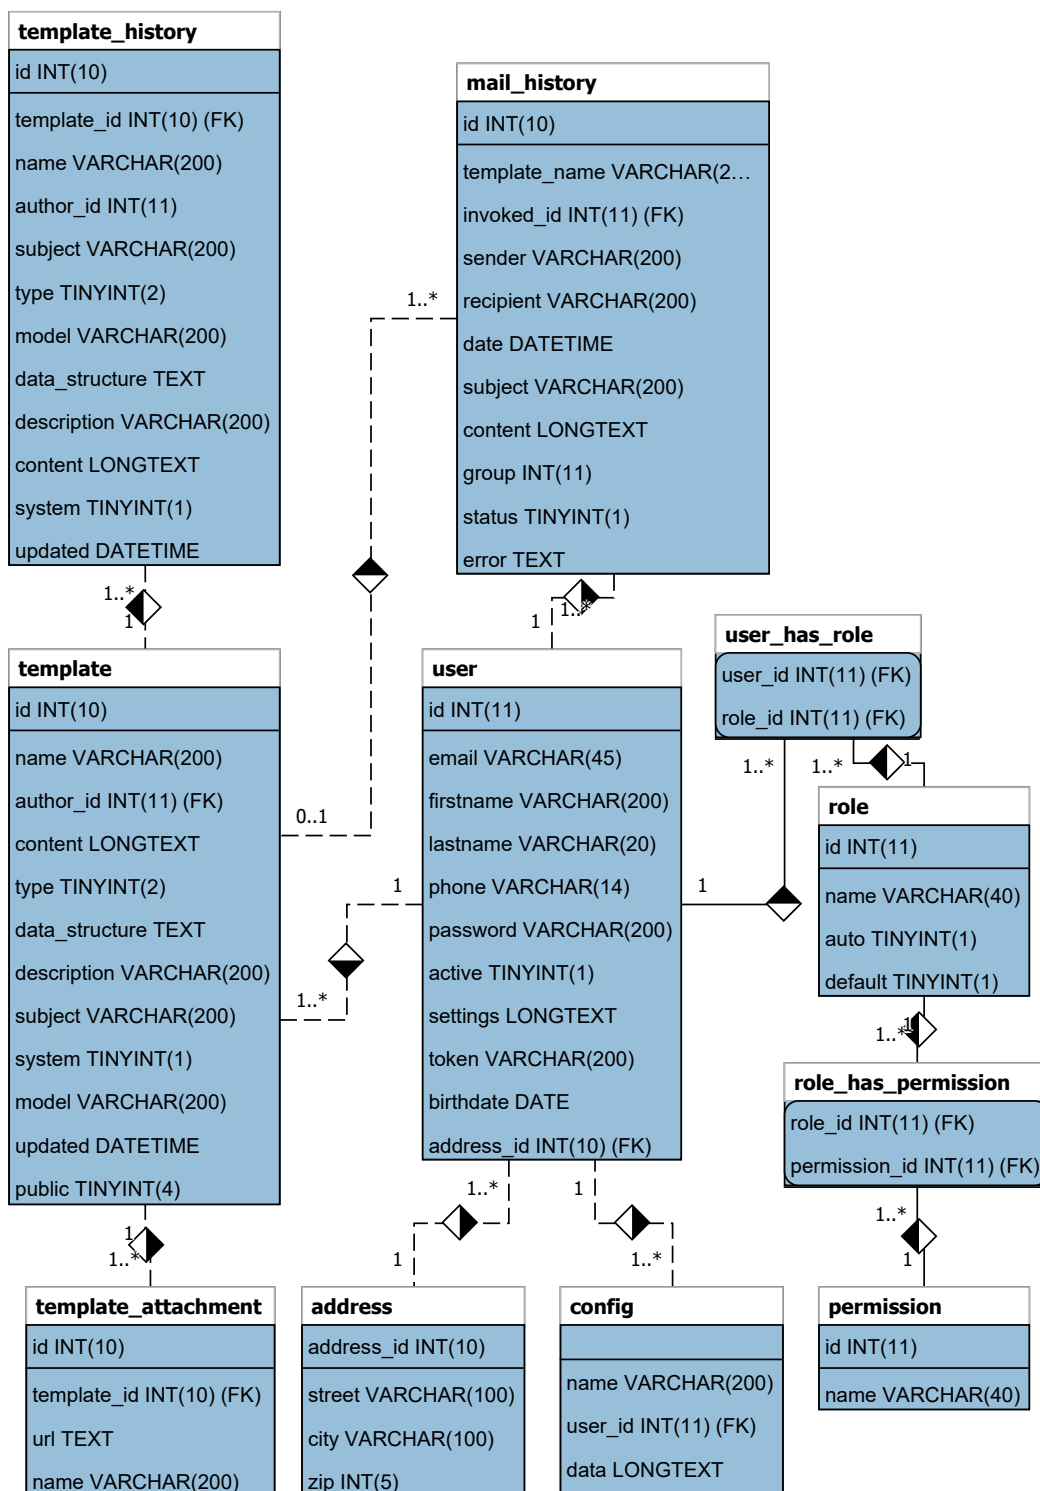 template_history
id INT(10)
template_id INT(10) (FK)
name VARCHAR(200)
author_id INT(11)
subject VARCHAR(200)
type TINYINT(2)
model VARCHAR(200)
data_structure TEXT
description VARCHAR(200)
content LONGTEXT
system TINYINT(1)
updated DATETIME
1..*
1
mail_history
id INT(10)
template_name VARCHAR(2…
invoked_id INT(11) (FK)
sender VARCHAR(200)
recipient VARCHAR(200)
date DATETIME
subject VARCHAR(200)
content LONGTEXT
group INT(11)
status TINYINT(1)
error TEXT
1..*
0..1
1..*
1
template
id INT(10)
name VARCHAR(200)
author_id INT(11) (FK)
content LONGTEXT
type TINYINT(2)
data_structure TEXT
description VARCHAR(200)
subject VARCHAR(200)
system TINYINT(1)
model VARCHAR(200)
updated DATETIME
public TINYINT(4)
1
1..*
user
id INT(11)
email VARCHAR(45)
firstname VARCHAR(200)
lastname VARCHAR(20)
phone VARCHAR(14)
password VARCHAR(200)
active TINYINT(1)
settings LONGTEXT
token VARCHAR(200)
birthdate DATE
address_id INT(10) (FK)
1
1..*
1
1..*
user_has_role
user_id INT(11) (FK)
role_id INT(11) (FK)
1..*
1
role
id INT(11)
name VARCHAR(40)
auto TINYINT(1)
default TINYINT(1)
1
1..*
role_has_permission
role_id INT(11) (FK)
permission_id INT(11) (FK)
1..*
1
1..*
1
1
1..*
1
1..*
template_attachment
id INT(10)
template_id INT(10) (FK)
url TEXT
name VARCHAR(200)
address
address_id INT(10)
street VARCHAR(100)
city VARCHAR(100)
zip INT(5)
config
name VARCHAR(200)
user_id INT(11) (FK)
data LONGTEXT
permission
id INT(11)
name VARCHAR(40)